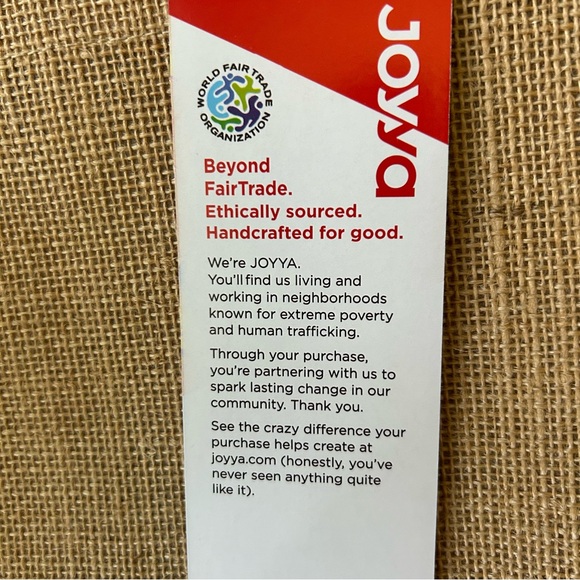 Joyya
WORLD FAIR TRADE
ORGANIZATION
Beyond
FairTrade.
Ethically sourced.
Handcrafted for good.
We're JOYYA.
You'll find us living and
working in neighborhoods
known for extreme poverty
and human trafficking.
Through your purchase,
you're partnering with us to
spark lasting change in our
community. Thank you.
See the crazy difference your
purchase helps create at
joyya.com (honestly, you've
never seen anything quite
like it).